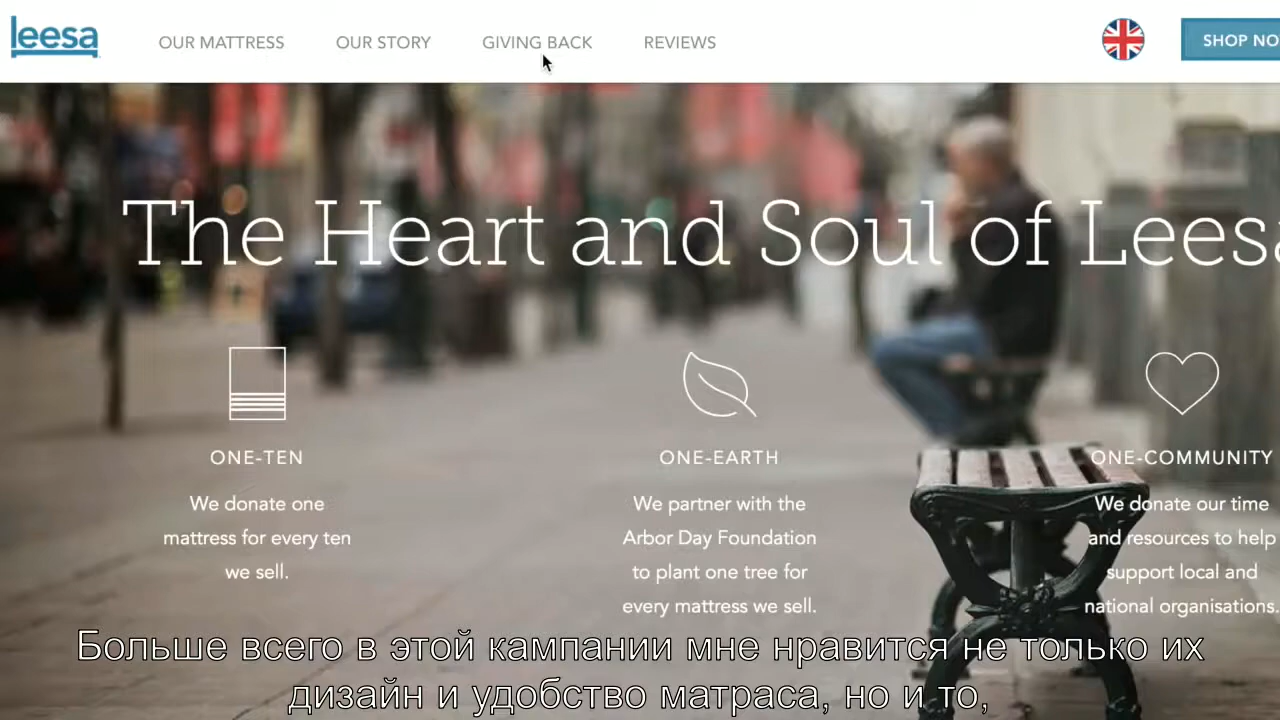 leesa
OUR MATTRESS
OUR STORY
GIVING BACK
REVIEWS
SHOP NO
The Heart and Soul of Leesa
ONE-TEN
We donate one
mattress for every ten
we sell.
ONE-EARTH
We partner with the
Arbor Day Foundation
to plant one tree for
every mattress we sell.
ONE-COMMUNITY
We donate our time
and resources to help
support local and
national organisations.
Больше всего в этой кампании мне нравится не только их
дизайн и удобство матраса, но и то,